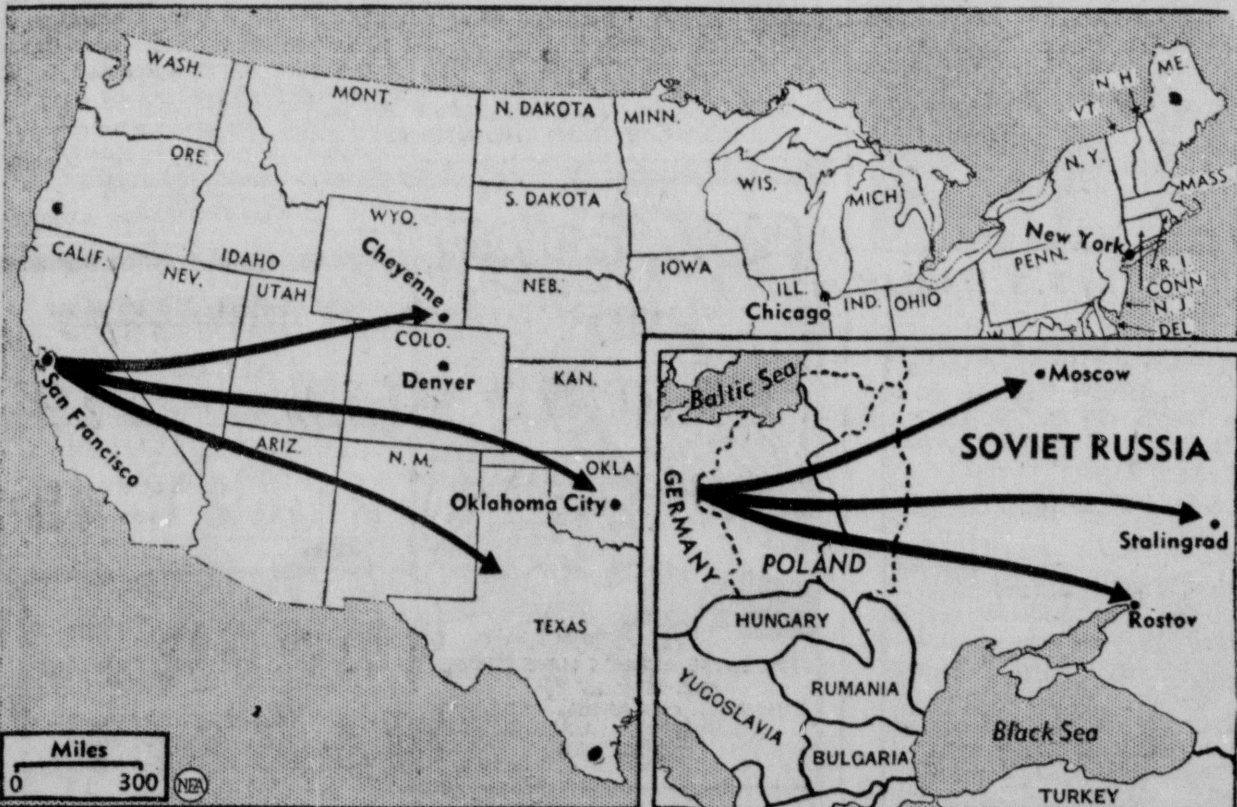 WASH.
MONT.
N. DAKOTA
MINN.
ORE.
S. DAKOTA
WIS.
MICH
N H
ME.
VT
N. Y.
MASS
WYO.
Cheyenne
CALIF.
NEV.
IDAHO
UTAH
NEB.
IOWA
ILL.
IND.
OHIO
Chicago
New York
PENN.
R I
CONN
N J
DEL
W
COLO.
Denver
KAN.
San Francisco
ARIZ.
N. M.
OKLA.
Oklahoma City
TEXAS
Miles
0 300
NEA
Baltic Sea
Moscow
SOVIET RUSSIA
GERMANY
POLAND
Stalingrad
Rostov
HUNGARY
YUGOSLAVIA
RUMANIA
BULGARIA
Black Sea
TURKEY